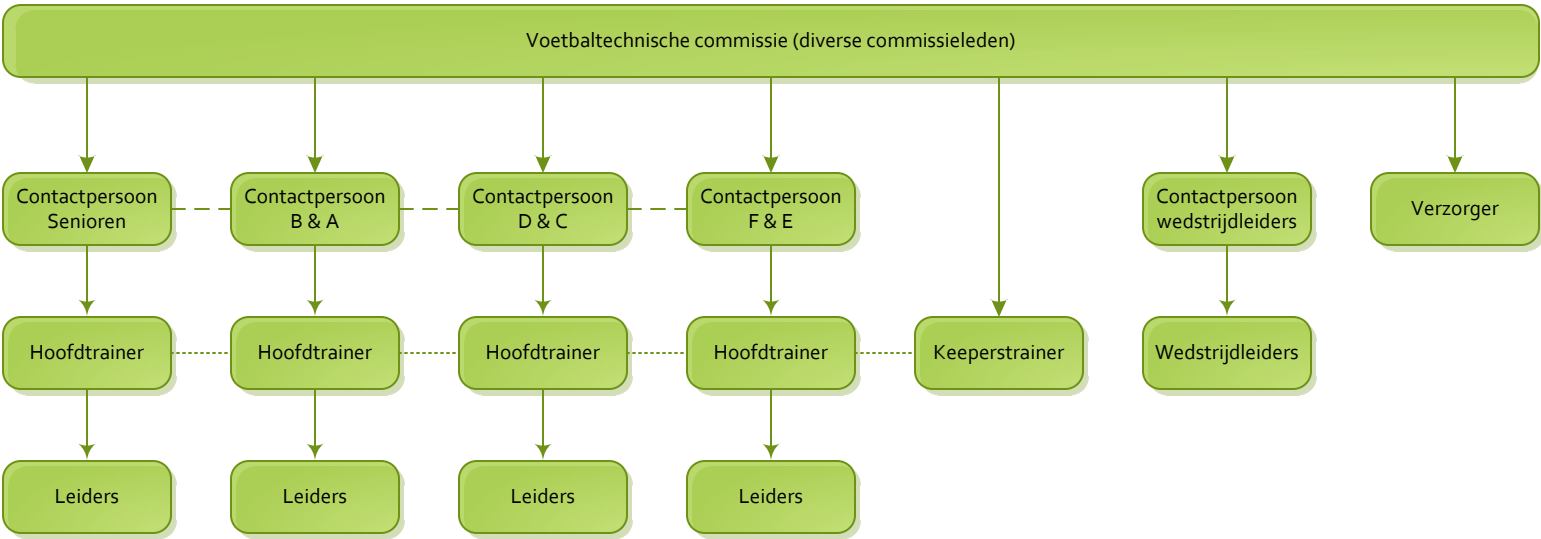 Voetbaltechnische commissie (diverse commissieleden)
Contactpersoon
Senioren
Contactpersoon
B & A
Contactpersoon
D & C
Contactpersoon
F & E
Contactpersoon
wedstrijdleiders
Verzorger
Hoofdtrainer
Hoofdtrainer
Hoofdtrainer
Hoofdtrainer
Keeperstrainer
Wedstrijdleiders
Leiders
Leiders
Leiders
Leiders